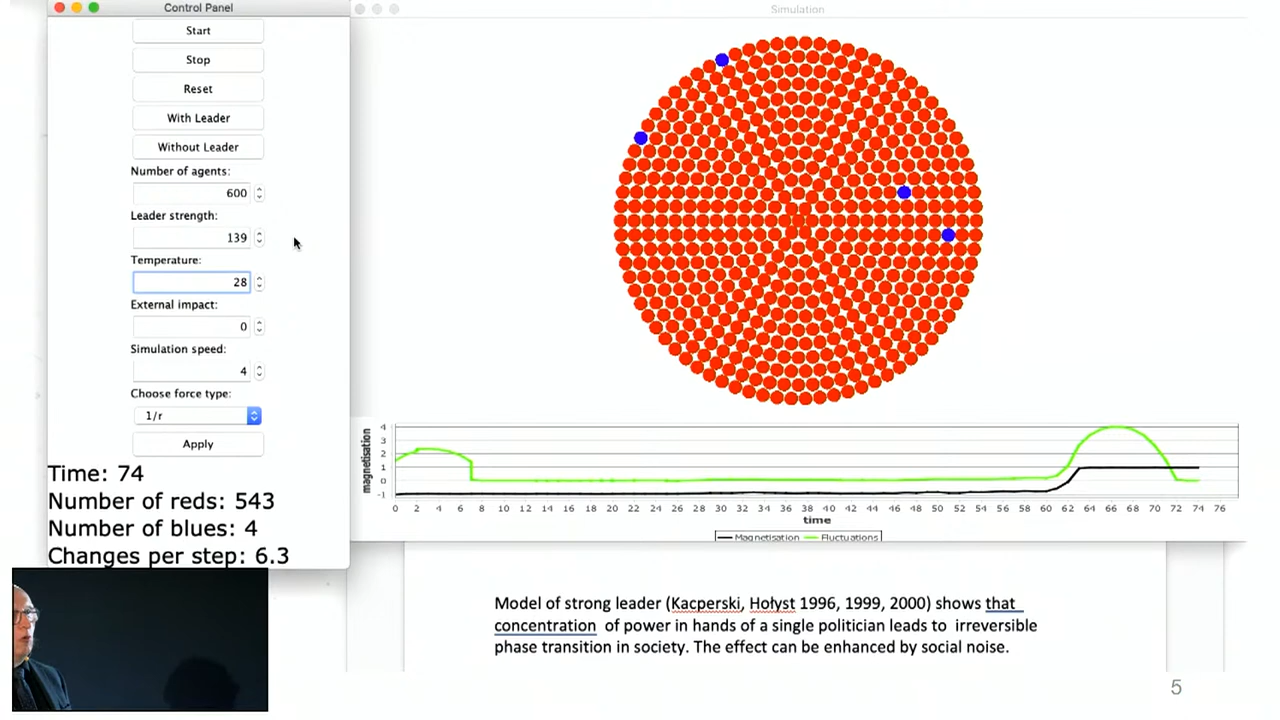 Control Panel
Start
Stop
Reset
With Leader
Without Leader
Number of agents:
600
Leader strength:
139
Temperature:
28
External impact:
0
Simulation speed:
4
Choose force type:
1/r
Apply
Time: 74
Number of reds: 543
Number of blues: 4
Changes per step: 6.3
Simulation
magnetisation
4
3
2
1
0
-1
0 2 4 6 8 10 12 14 16 18 20 22 24 26 28 30 32 34 36 38 40 42 44 46 48 50 52 54 56 58 60 62 64 66 68 70 72 74 76
time
Magnetisation Fluctuations
Model of strong leader (Kacperski, Hołyst 1996, 1999, 2000) shows that
concentration of power in hands of a single politician leads to irreversible
phase transition in society. The effect can be enhanced by social noise.
5